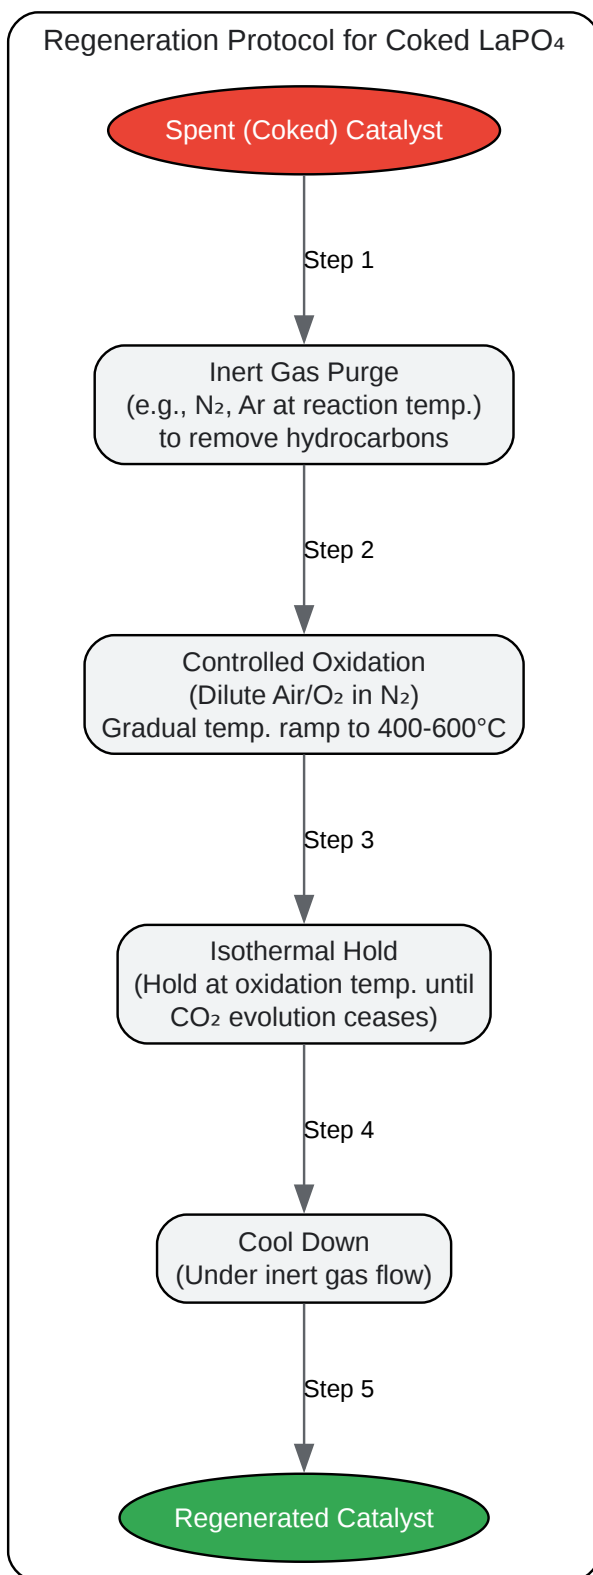 Regeneration Protocol for Coked LaPO₄
Spent (Coked) Catalyst
Step 1
Inert Gas Purge
(e.g., N₂, Ar at reaction temp.)
to remove hydrocarbons
Step 2
Controlled Oxidation
(Dilute Air/O₂ in N₂)
Gradual temp. ramp to 400-600°C
Step 3
Isothermal Hold
(Hold at oxidation temp. until
CO₂ evolution ceases)
Step 4
Cool Down
(Under inert gas flow)
Step 5
Regenerated Catalyst